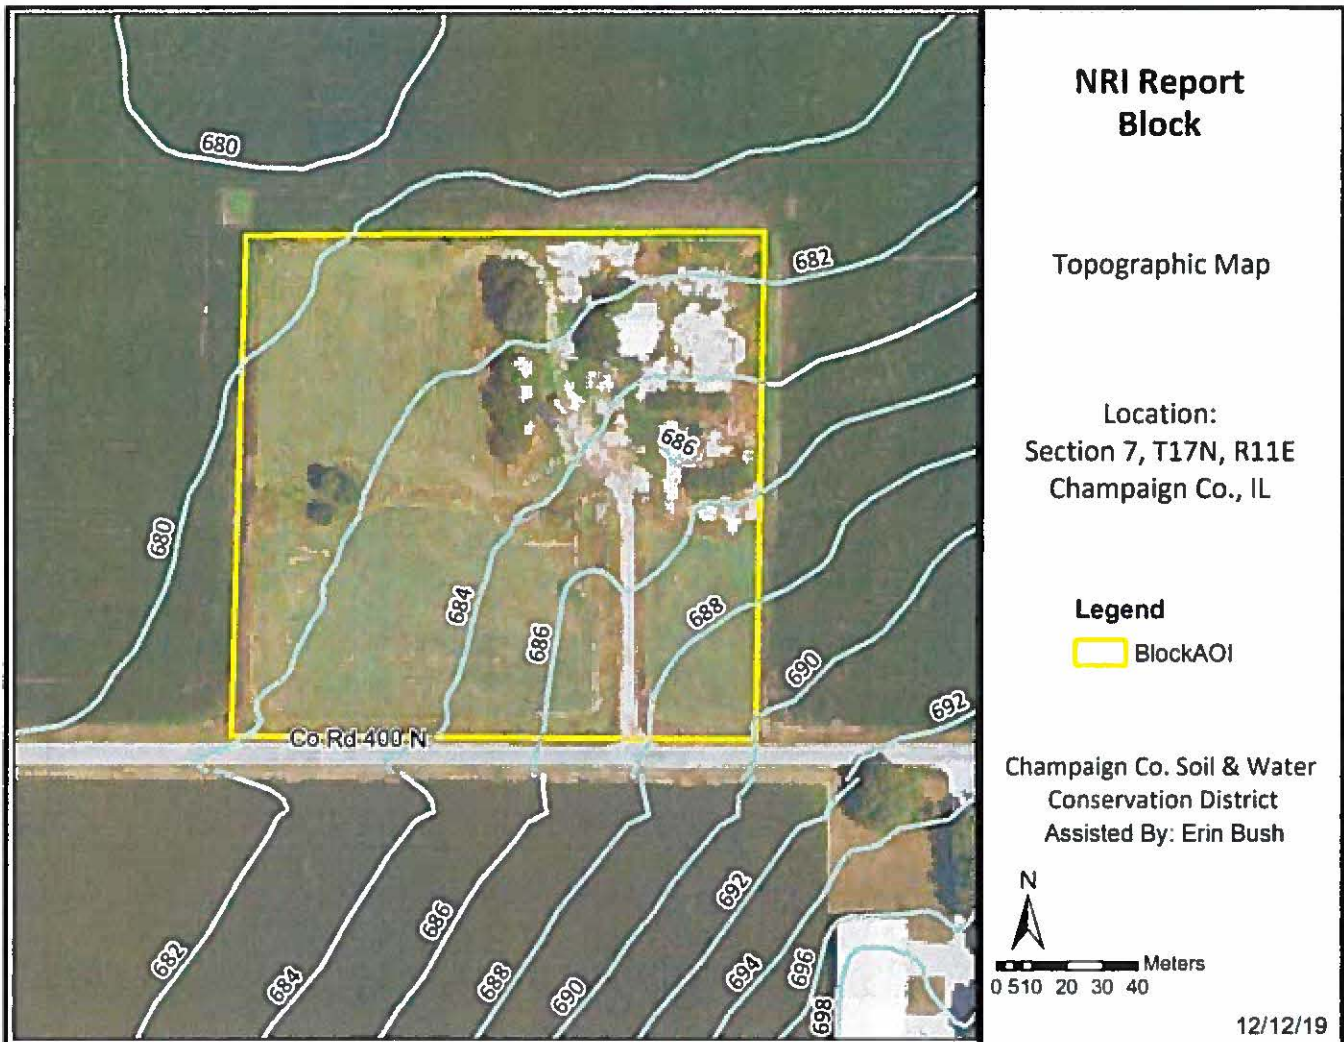 NRI Report
Block
Topographic Map
Location:
Section 7, T17N, R11E
Champaign Co., IL
Legend
BlockAOI
Champaign Co. Soil & Water
Conservation District
Assisted By: Erin Bush
N
Meters
0 510 20 30 40
12/12/19
680
682
686
680
684
686
688
690
692
Co Rd 400 N
682
684
686
688
690
692
694
696
698